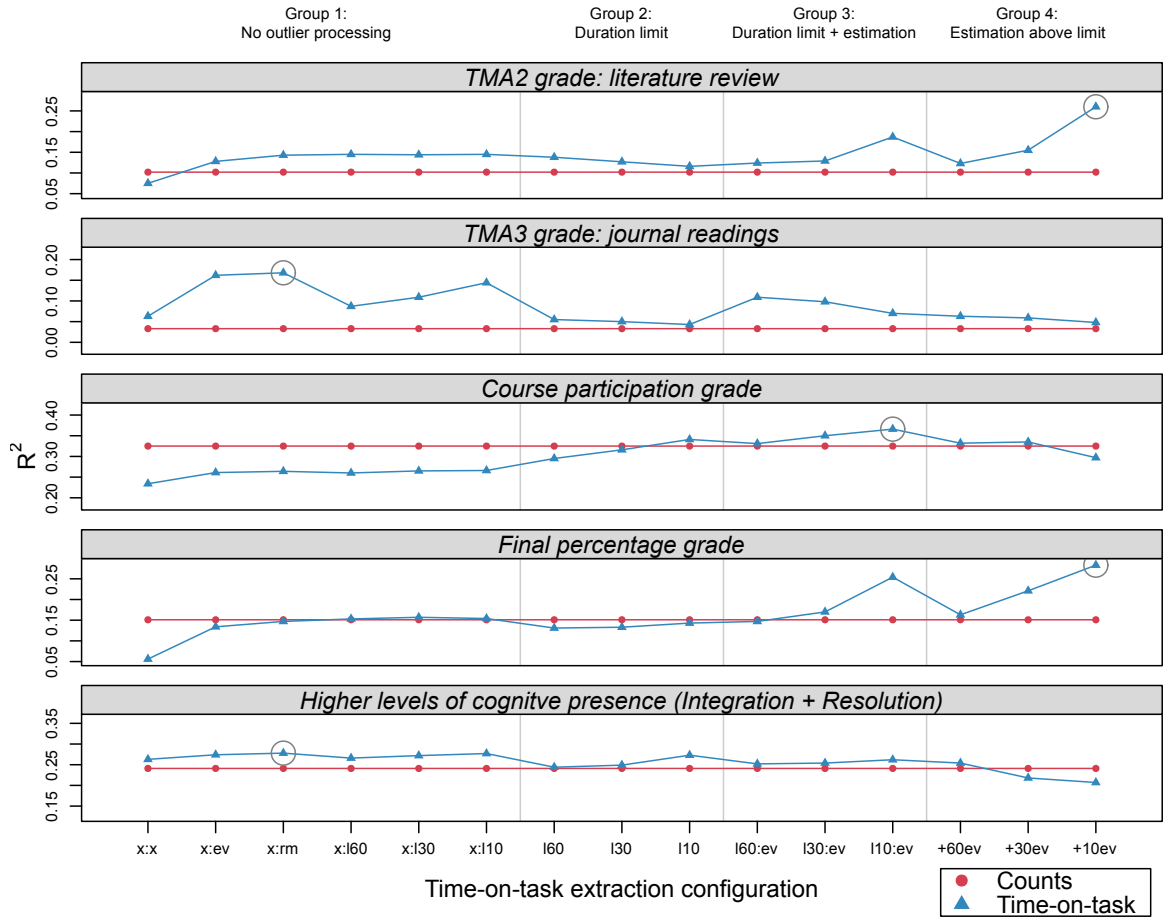 Group 1: Group 2: Group 3: Group 4:
No outlier processing Duration limit Duration limit + estimation Estimation above limit
TMA2 grade: literature review
0.25
0.15
0.05
TMA3 grade: journal readings
0.20
0.10
0.00
Course participation grade
0.40
0.30
0.20
R²
Final percentage grade
0.25
0.15
0.05
Higher levels of cognitve presence (Integration + Resolution)
0.35
0.25
0.15
x:x x:ev x:rm x:l60 x:l30 x:l10 l60 l30 l10 l60:ev l30:ev l10:ev +60ev +30ev +10ev
Time-on-task extraction configuration
Counts
Time-on-task